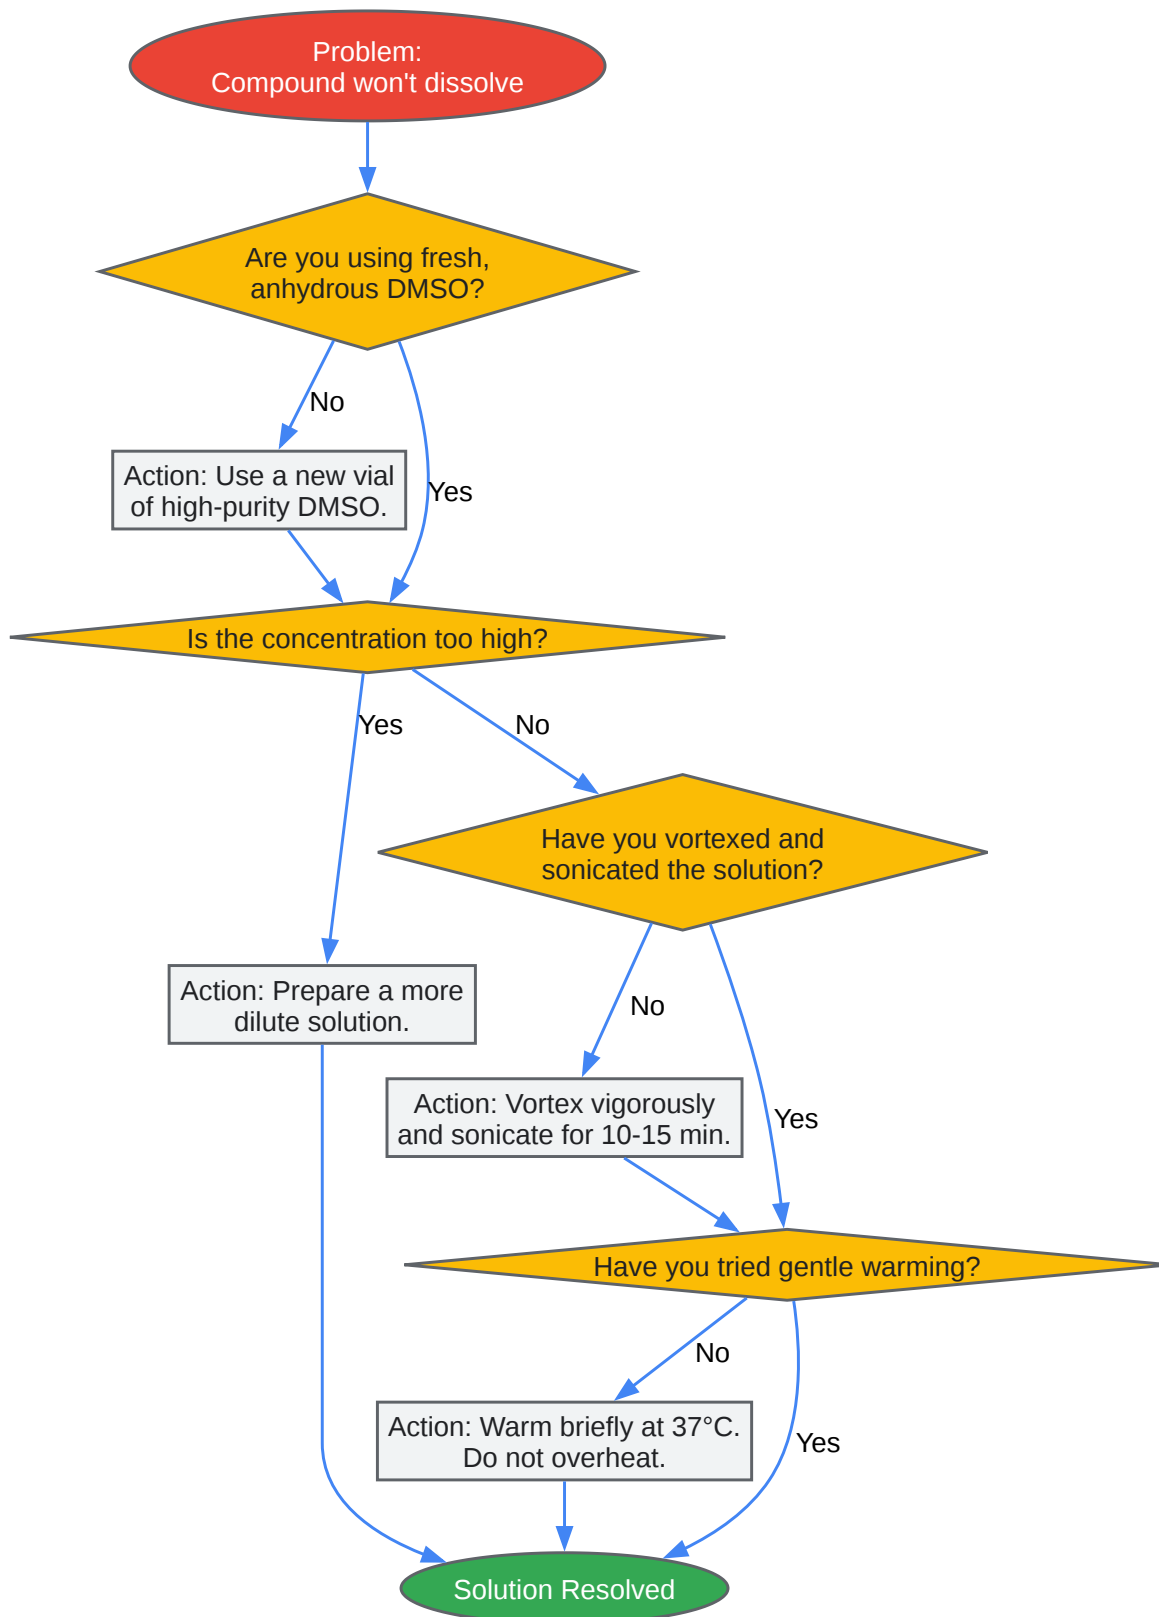 Problem:
Compound won't dissolve
Are you using fresh,
anhydrous DMSO?
No
Action: Use a new vial
of high-purity DMSO.
Yes
Is the concentration too high?
Yes
No
Have you vortexed and
sonicated the solution?
Action: Prepare a more
dilute solution.
No
Action: Vortex vigorously
and sonicate for 10-15 min.
Yes
Have you tried gentle warming?
No
Action: Warm briefly at 37°C.
Do not overheat.
Yes
Solution Resolved